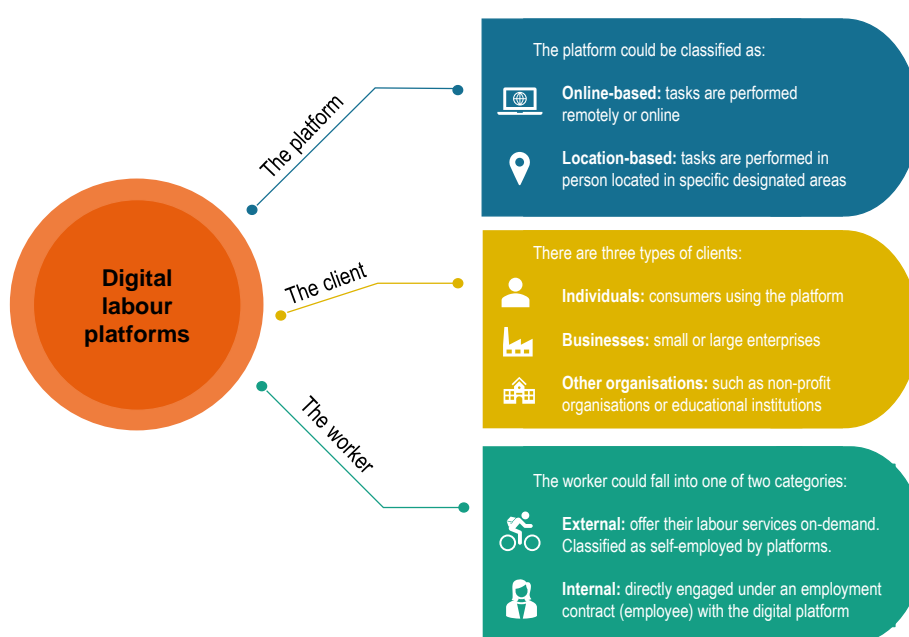 Digital
labour
platforms
The platform
The platform could be classified as:
Online-based: tasks are performed
remotely or online
Location-based: tasks are performed in
person located in specific designated areas
The client
There are three types of clients:
Individuals: consumers using the platform
Businesses: small or large enterprises
Other organisations: such as non-profit
organisations or educational institutions
The worker
The worker could fall into one of two categories:
External: offer their labour services on-demand.
Classified as self-employed by platforms.
Internal: directly engaged under an employment
contract (employee) with the digital platform